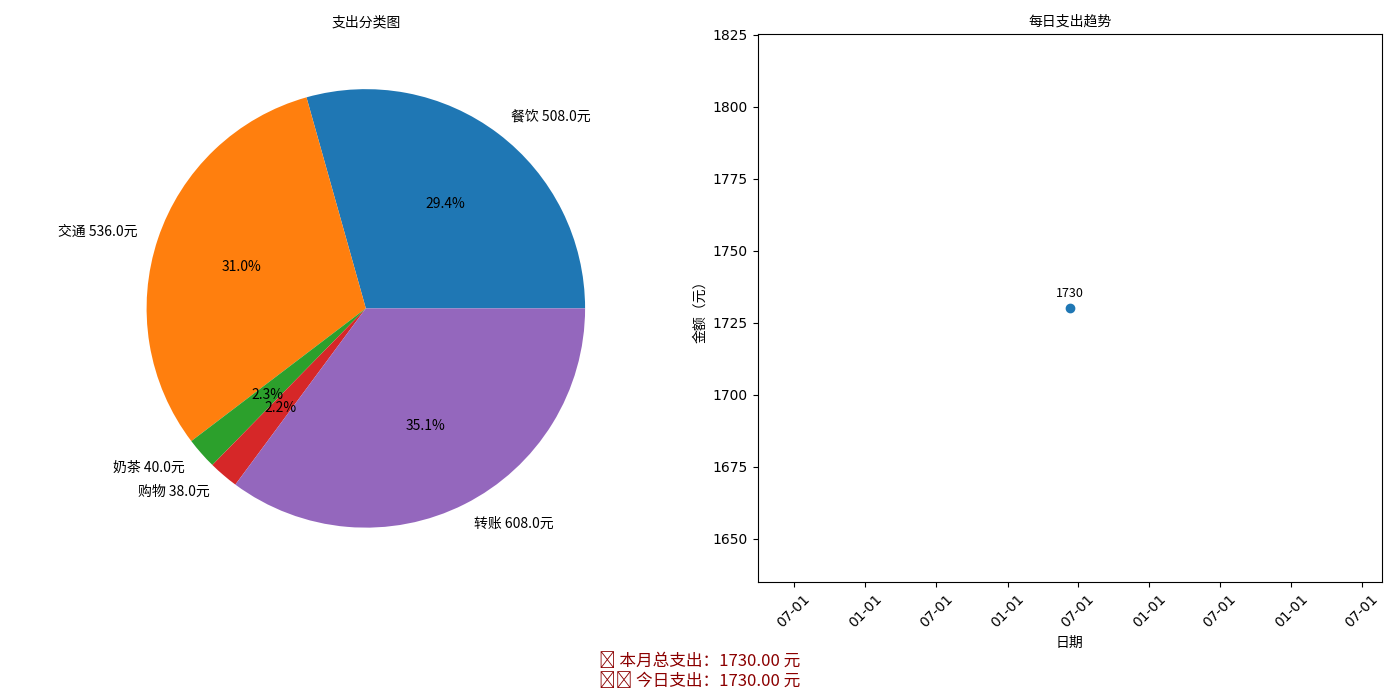 支出分类图
餐饮 508.0元
29.4%
交通 536.0元
31.0%
2.3%
2.2%
35.1%
奶茶 40.0元
购物 38.0元
转账 608.0元
每日支出趋势
1825
1800
1775
1750
1725
1700
1675
1650
金额（元）
1730
07-01
01-01
07-01
01-01
07-01
01-01
07-01
01-01
07-01
日期
本月总支出：1730.00 元
今日支出：1730.00 元